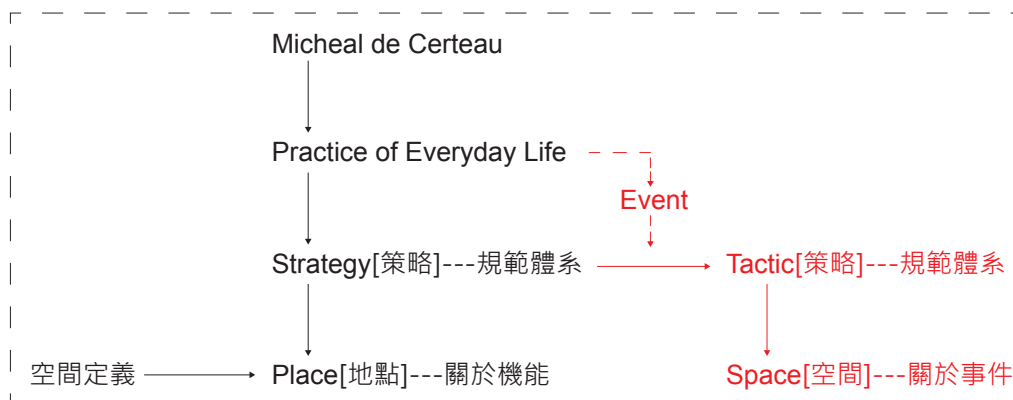 Micheal de Certeau
Practice of Everyday Life
Event
Strategy[策略]---規範體系
Tactic[策略]---規範體系
空間定義
Place[地點]---關於機能
Space[空間]---關於事件